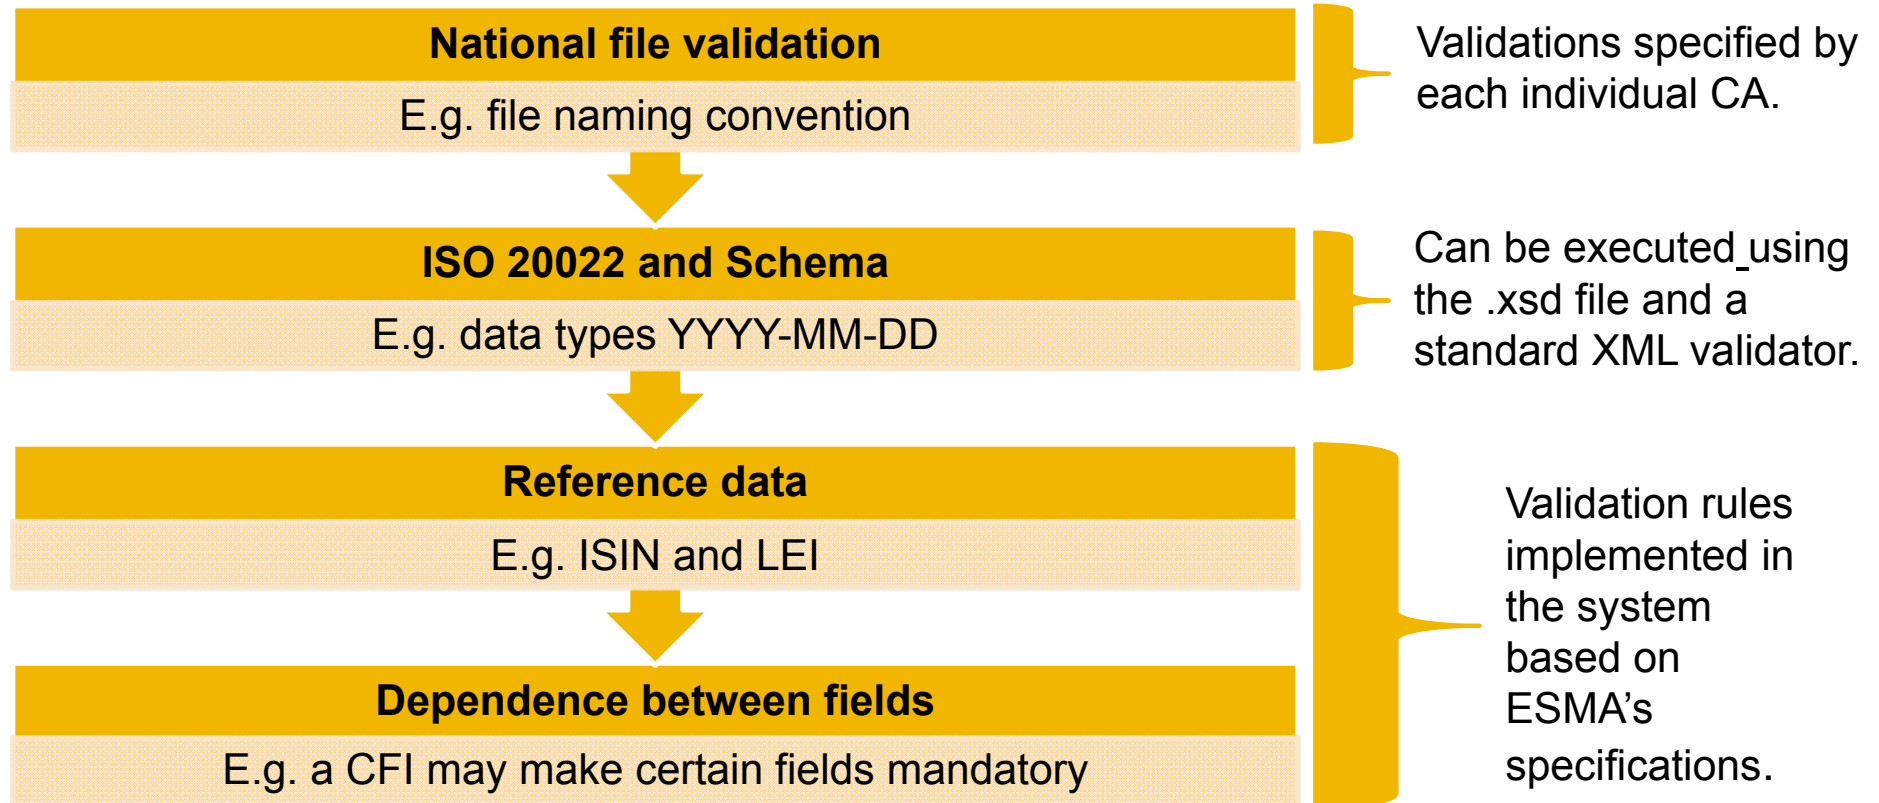 National file validation
E.g. file naming convention
Validations specified by
each individual CA.
ISO 20022 and Schema
E.g. data types YYYY-MM-DD
Can be executed using
the .xsd file and a
standard XML validator.
Reference data
E.g. ISIN and LEI
Dependence between fields
E.g. a CFI may make certain fields mandatory
Validation rules
implemented in
the system
based on
ESMA’s
specifications.